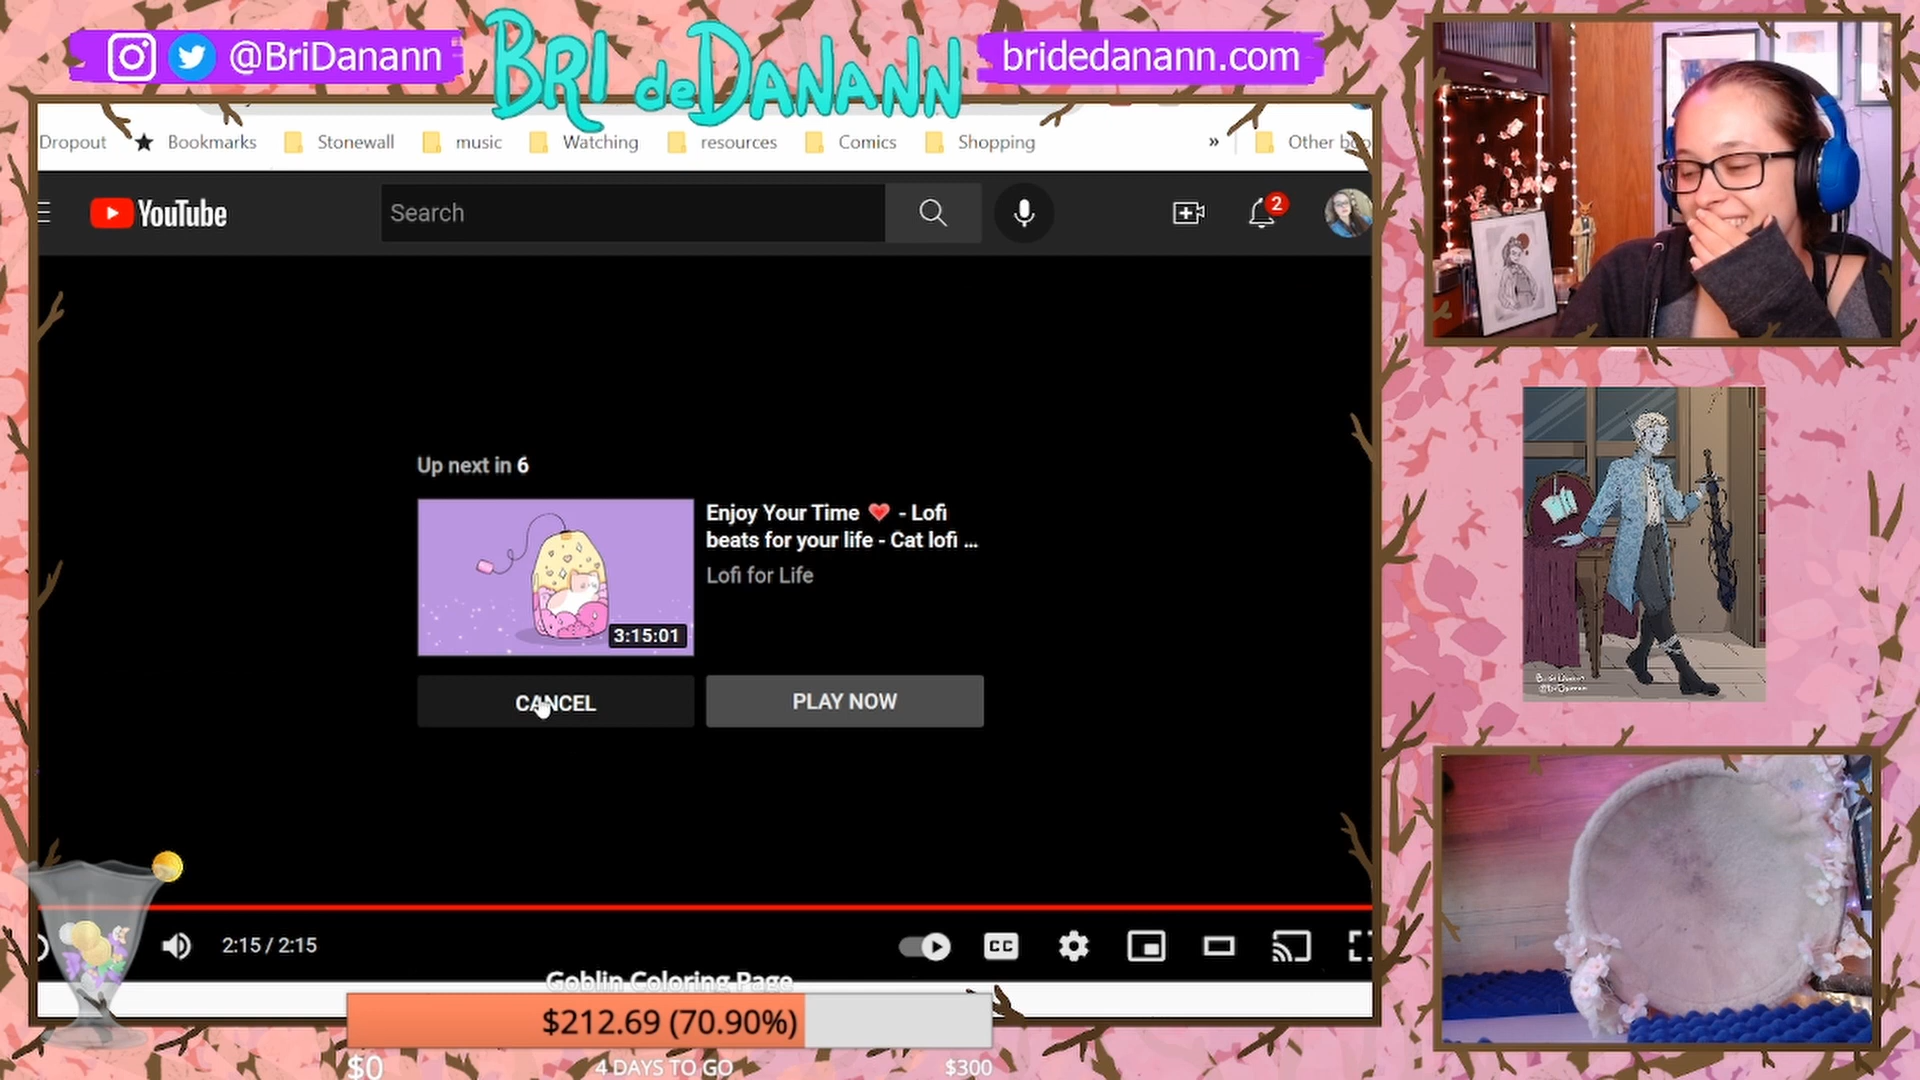 @BriDanann
BRI deDANANN
bridedanann.com
Dropout
Bookmarks
Stonewall
music
Watching
resources
Comics
Shopping
»
Other
YouTube
Search
2
Up next in 6
Enjoy Your Time ❤ - Lofi
beats for your life - Cat lofi ...
Lofi for Life
3:15:01
CANCEL
PLAY NOW
2:15 / 2:15
CC
Goblin Coloring Page
$212.69 (70.90%)
$0
4 DAYS TO GO
$300